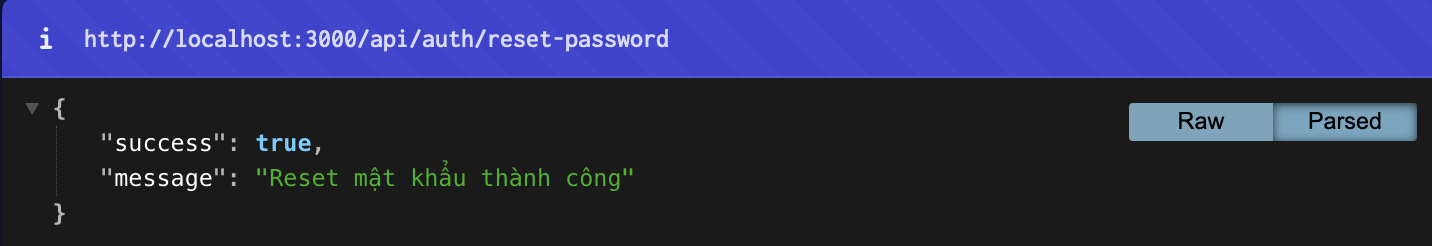 i http://localhost:3000/api/auth/reset-password
{
Raw Parsed
"success": true,
"message": "Reset mật khẩu thành công"
}